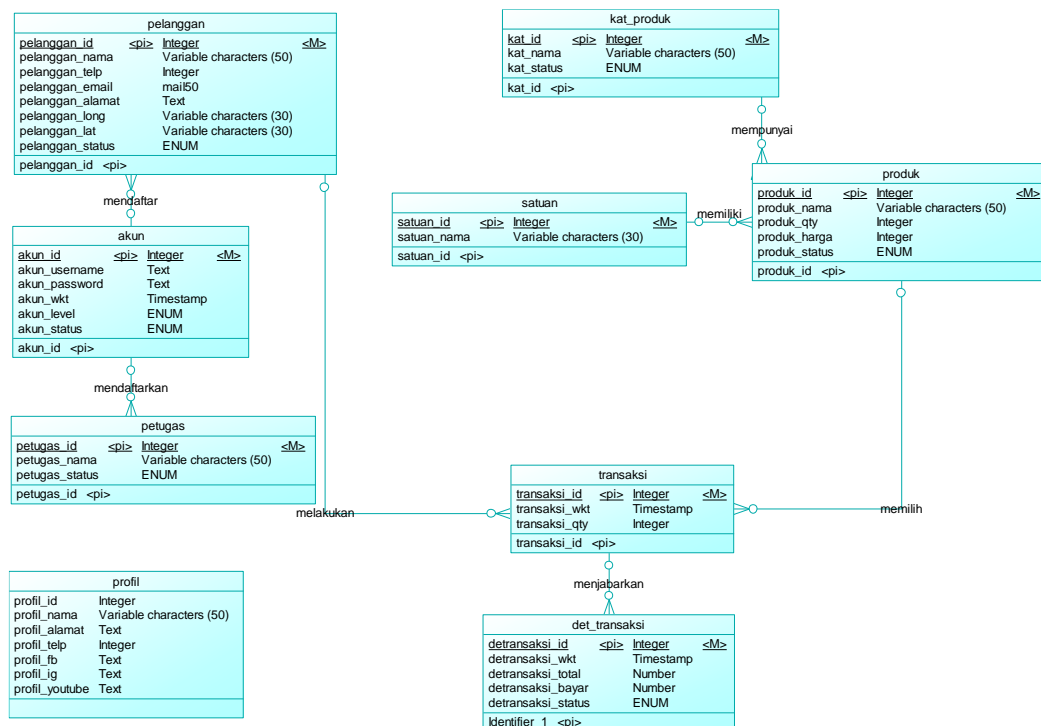 pelanggan
pelanggan_id <pi> Integer <M>
pelanggan_nama Variable characters (50)
pelanggan_telp Integer
pelanggan_email mail50
pelanggan_alamat Text
pelanggan_long Variable characters (30)
pelanggan_lat Variable characters (30)
pelanggan_status ENUM
pelanggan_id <pi>
mendaftar
akun
akun_id <pi> Integer <M>
akun_username Text
akun_password Text
akun_wkt Timestamp
akun_level ENUM
akun_status ENUM
akun_id <pi>
mendaftarkan
petugas
petugas_id <pi> Integer <M>
petugas_nama Variable characters (50)
petugas_status ENUM
petugas_id <pi>
melakukan
profil
profil_id Integer
profil_nama Variable characters (50)
profil_alamat Text
profil_telp Integer
profil_fb Text
profil_ig Text
profil_youtube Text
kat_produk
kat_id <pi> Integer <M>
kat_nama Variable characters (50)
kat_status ENUM
kat_id <pi>
mempunyai
satuan
satuan_id <pi> Integer <M>
satuan_nama Variable characters (30)
satuan_id <pi>
memiliki
produk
produk_id <pi> Integer <M>
produk_nama Variable characters (50)
produk_qty Integer
produk_harga Integer
produk_status ENUM
produk_id <pi>
memilih
transaksi
transaksi_id <pi> Integer <M>
transaksi_wkt Timestamp
transaksi_qty Integer
transaksi_id <pi>
menjabarkan
det_transaksi
detransaksi_id <pi> Integer <M>
detransaksi_wkt Timestamp
detransaksi_total Number
detransaksi_bayar Number
detransaksi_status ENUM
Identifier_1 <pi>